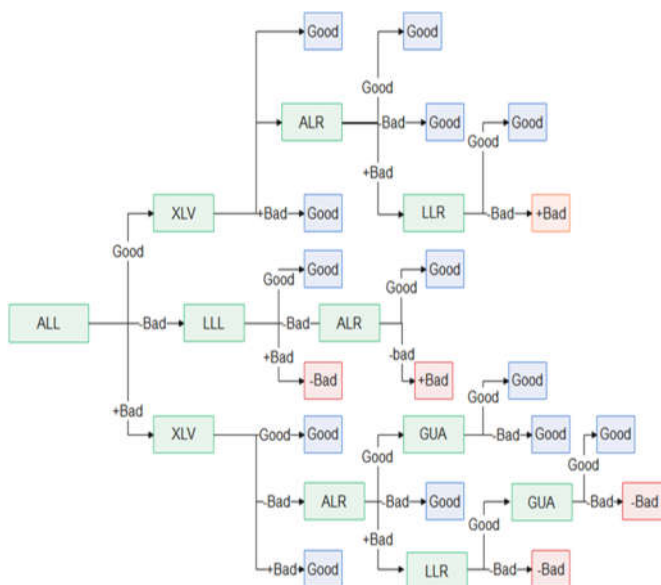 Good Good
Good
ALR -Bad Good Good
Good
+Bad
XLV +Bad Good LLR -Bad +Bad
Good
Good Good
Good Good
ALL -Bad LLL -Bad ALR
+Bad -bad
-Bad +Bad
Good
+Bad Good
XLV Good Good GUA -Bad Good Good
Good Good
-Bad ALR -Bad Good GUA -Bad -Bad
+Bad Good
+Bad Good LLR -Bad -Bad